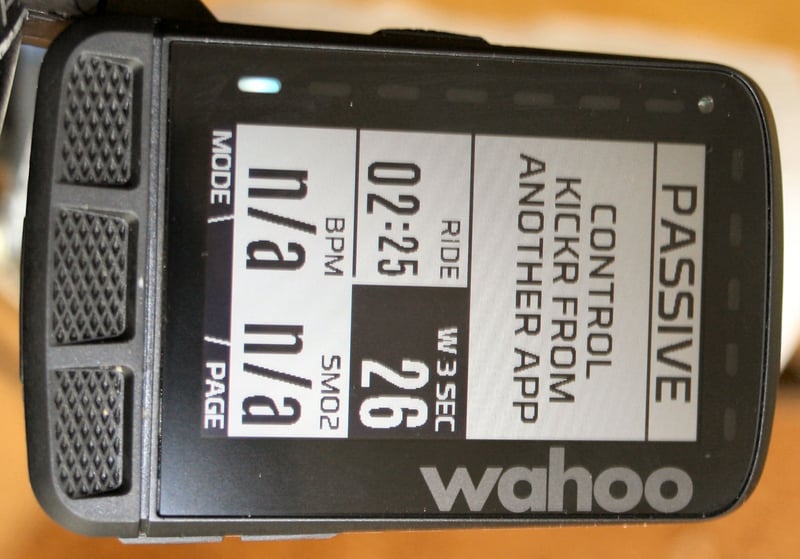 PASSIVE
CONTROL
KICKR FROM
ANOTHER APP
RIDE
02:25
W 3 SEC
26
BPM
n/a
SMO2
n/a
MODE
PAGE
wahoo